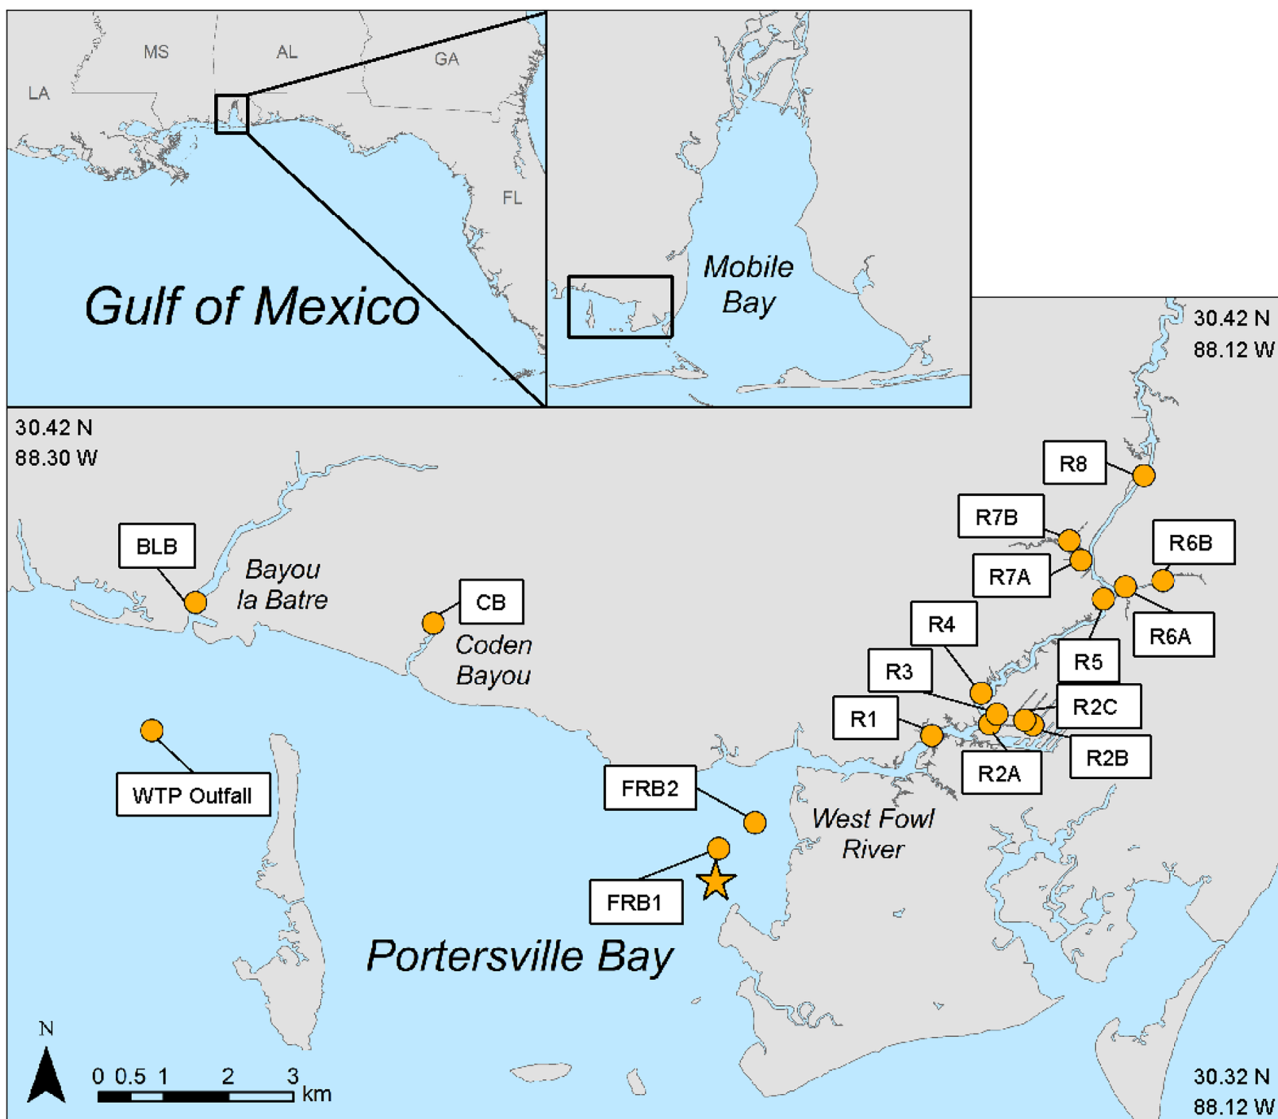 MS
AL
GA
LA
FL
Gulf of Mexico
Mobile
Bay
30.42 N
88.12 W
30.42 N
88.30 W
R8
R7B
R6B
BLB
R7A
Bayou
la Batre
CB
R4
R6A
Coden
Bayou
R3
R5
R1
R2C
R2B
R2A
WTP Outfall
FRB2
West Fowl
River
FRB1
Portersville Bay
N
0 0.5 1 2 3
km
30.32 N
88.12 W